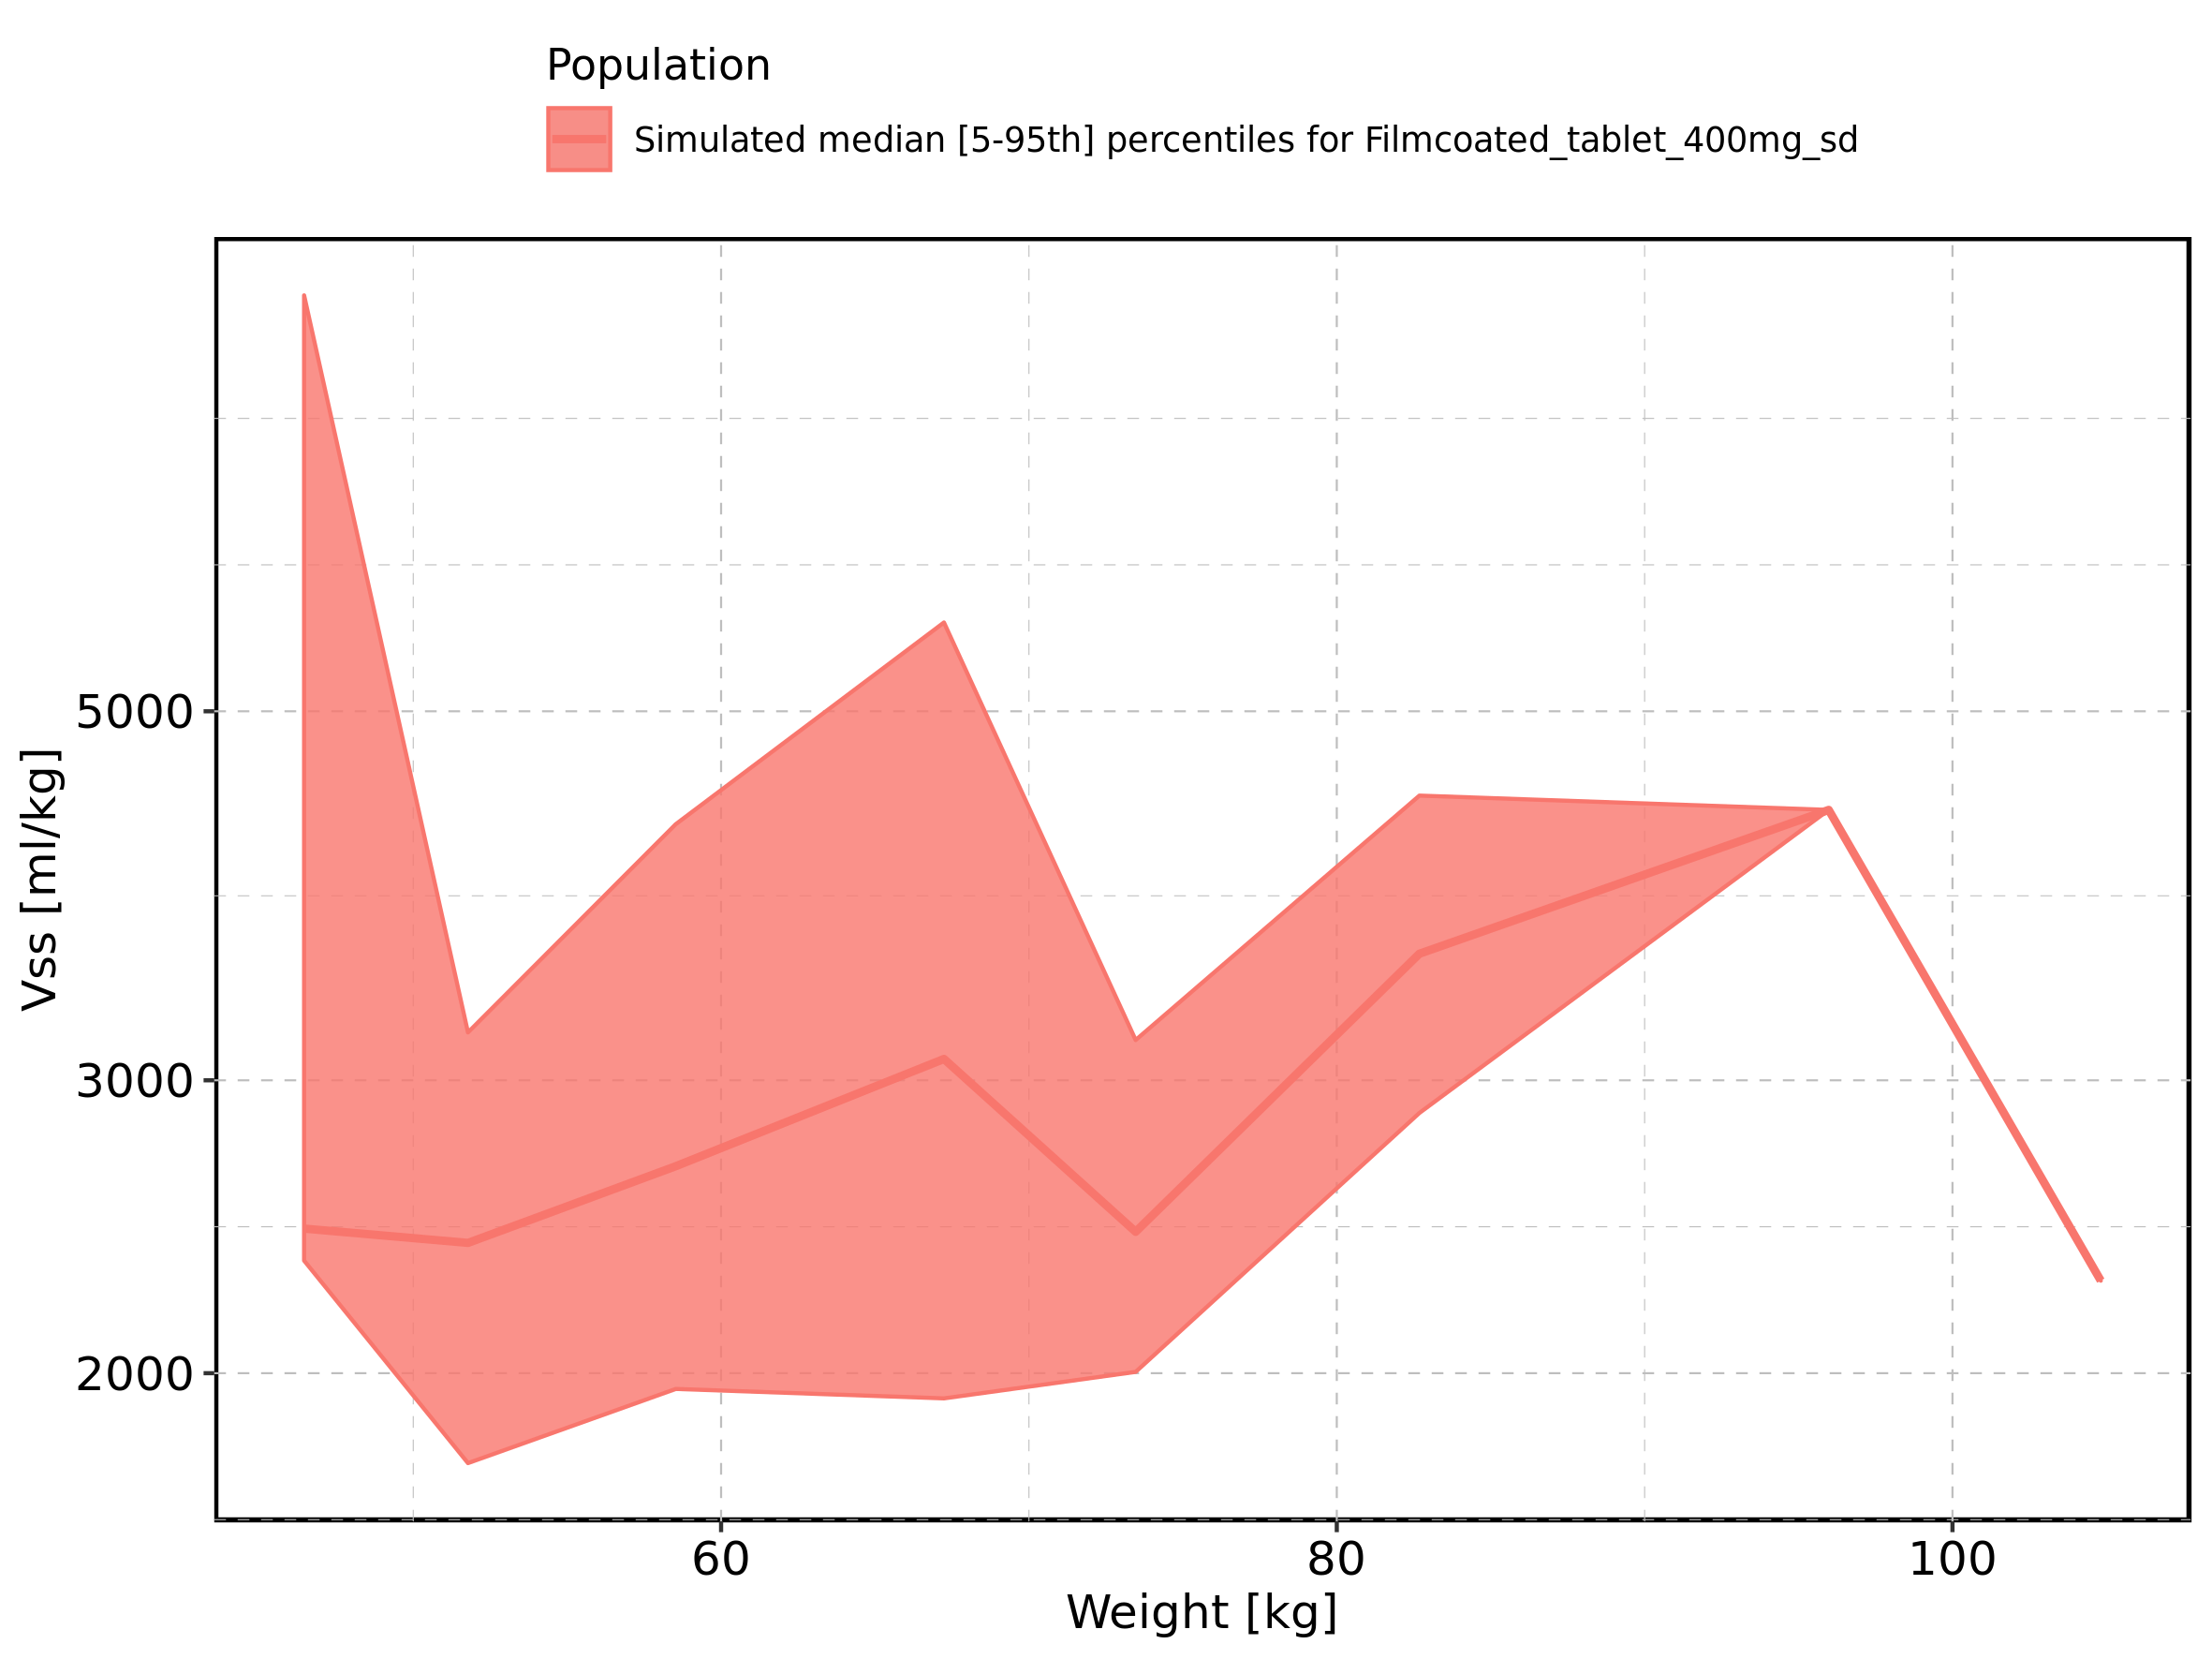 Population
Simulated median [5-95th] percentiles for Filmcoated_tablet_400mg_sd
Vss [ml/kg]
5000
3000
2000
60
80
100
Weight [kg]